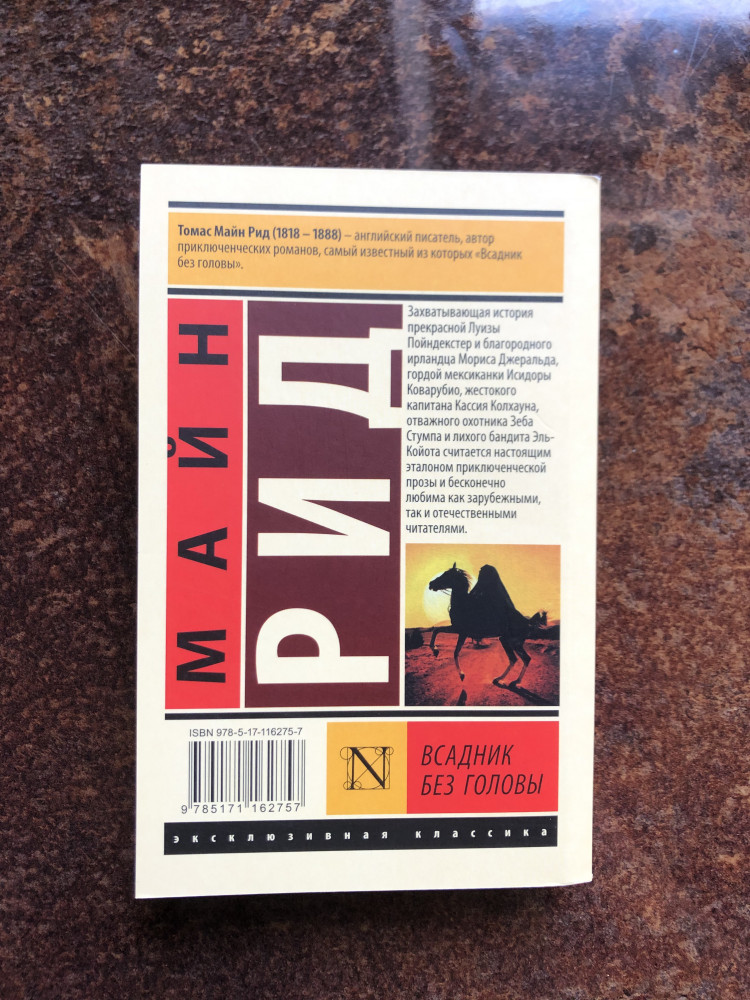 Томас Майн Рид (1818 – 1888) – английский писатель, автор
приключенческих романов, самый известный из которых «Всадник
без головы».
МАЙН
РИД
Захватывающая история
прекрасной Луизы
Пойндекстер и благородного
ирландца Мориса Джеральда,
гордой мексиканки Исидоры
Коварубио, жестокого
капитана Кассия Колхауна,
отважного охотника Зеба
Стумпа и лихого бандита Эль-
Койота считается настоящим
эталоном приключенческой
прозы и бесконечно
любима как зарубежными,
так и отечественными
читателями.
ISBN 978-5-17-116275-7
9 785171 162757
N
ВСАДНИК
БЕЗ ГОЛОВЫ
эксклюзивная классика